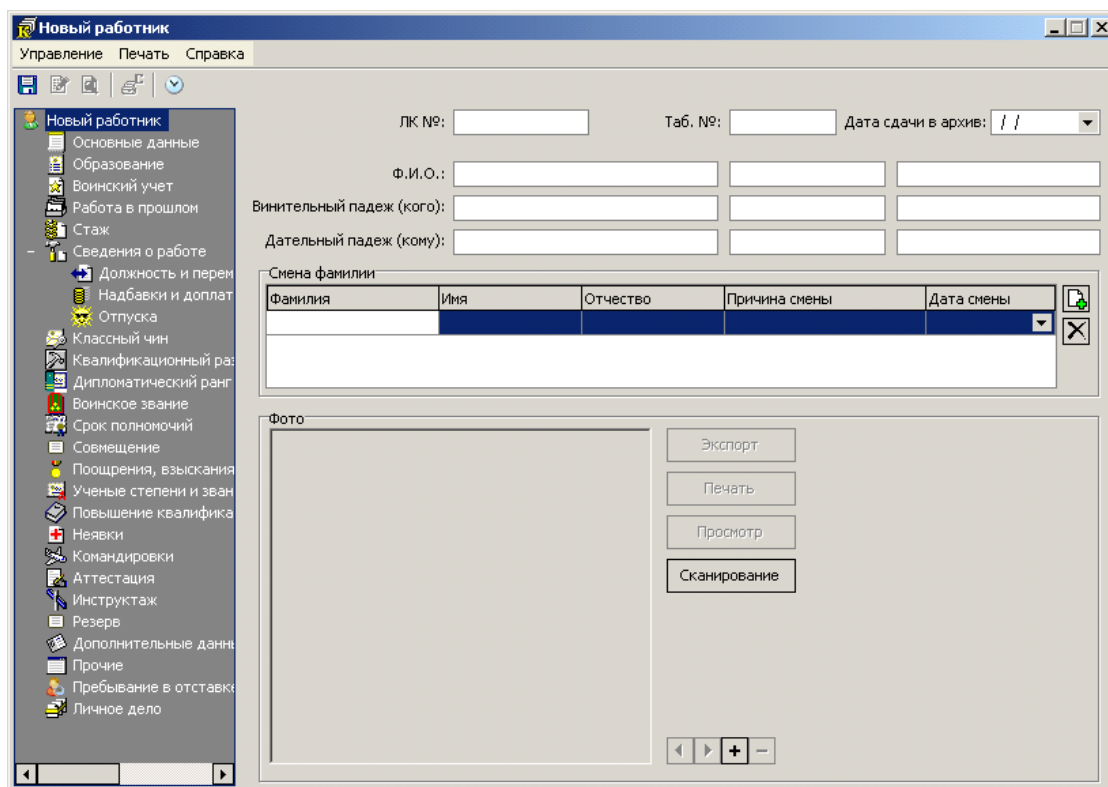 Новый работник
Управление Печать Справка
Новый работник
Основные данные
Образование
Воинский учет
Работа в прошлом
Стаж
Сведения о работе
Должность и перем
Надбавки и доплат
Отпуска
Классный чин
Квалификационный раз
Дипломатический ранг
Воинское звание
Срок полномочий
Совмещение
Поощрения, взыскания
Ученые степени и зван
Повышение квалифика
Неявки
Командировки
Аттестация
Инструктаж
Резерв
Дополнительные данны
Прочие
Пребывание в отставке
Личное дело
ЛК №: Таб. №: Дата сдачи в архив: / /
Ф.И.О.:
Винительный падеж (кого):
Дательный падеж (кому):
Смена фамилии
Фамилия Имя Отчество Причина смены Дата смены
Фото
Экспорт
Печать
Просмотр
Сканирование